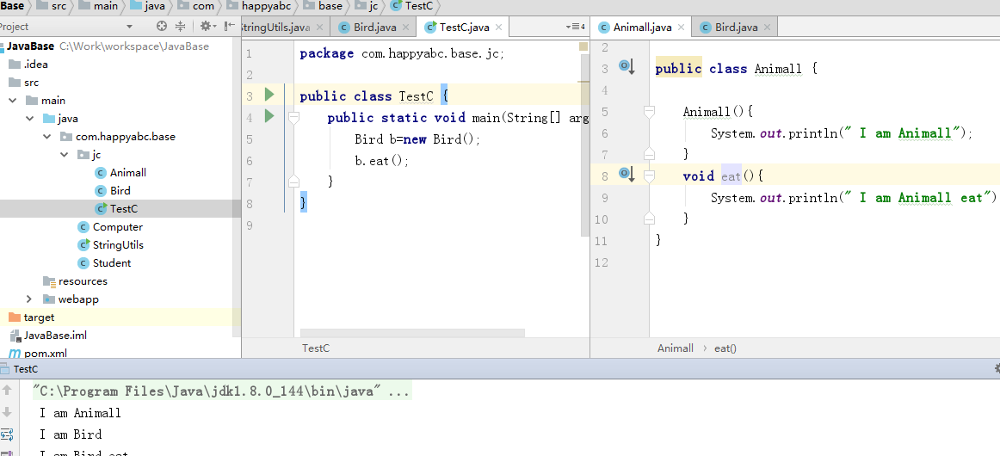 Base src main java com happyabc base jc TestC
Project
JavaBase C:\Work\workspace\JavaBase
.idea
src
main
java
com.happyabc.base
jc
Animall
Bird
TestC
Computer
StringUtils
Student
resources
webapp
target
JavaBase.iml
pom.xml
StringUtils.java Bird.java TestC.java 4
1 package com.happyabc.base.jc;
2
3 public class TestC {
4 public static void main(String[] arg
5 Bird b=new Bird();
6 b.eat();
7 }
8 }
9
TestC
Animall.java Bird.java
2
3 public class Animall {
5 Animall(){
6 System.out.println(" I am Animall");
7 }
8 void eat(){
9 System.out.println(" I am Animall eat")
10 }
11 }
12
Animall › eat()
TestC
"C:\Program Files\Java\jdk1.8.0_144\bin\java" ...
I am Animall
I am Bird
I am Bird eat